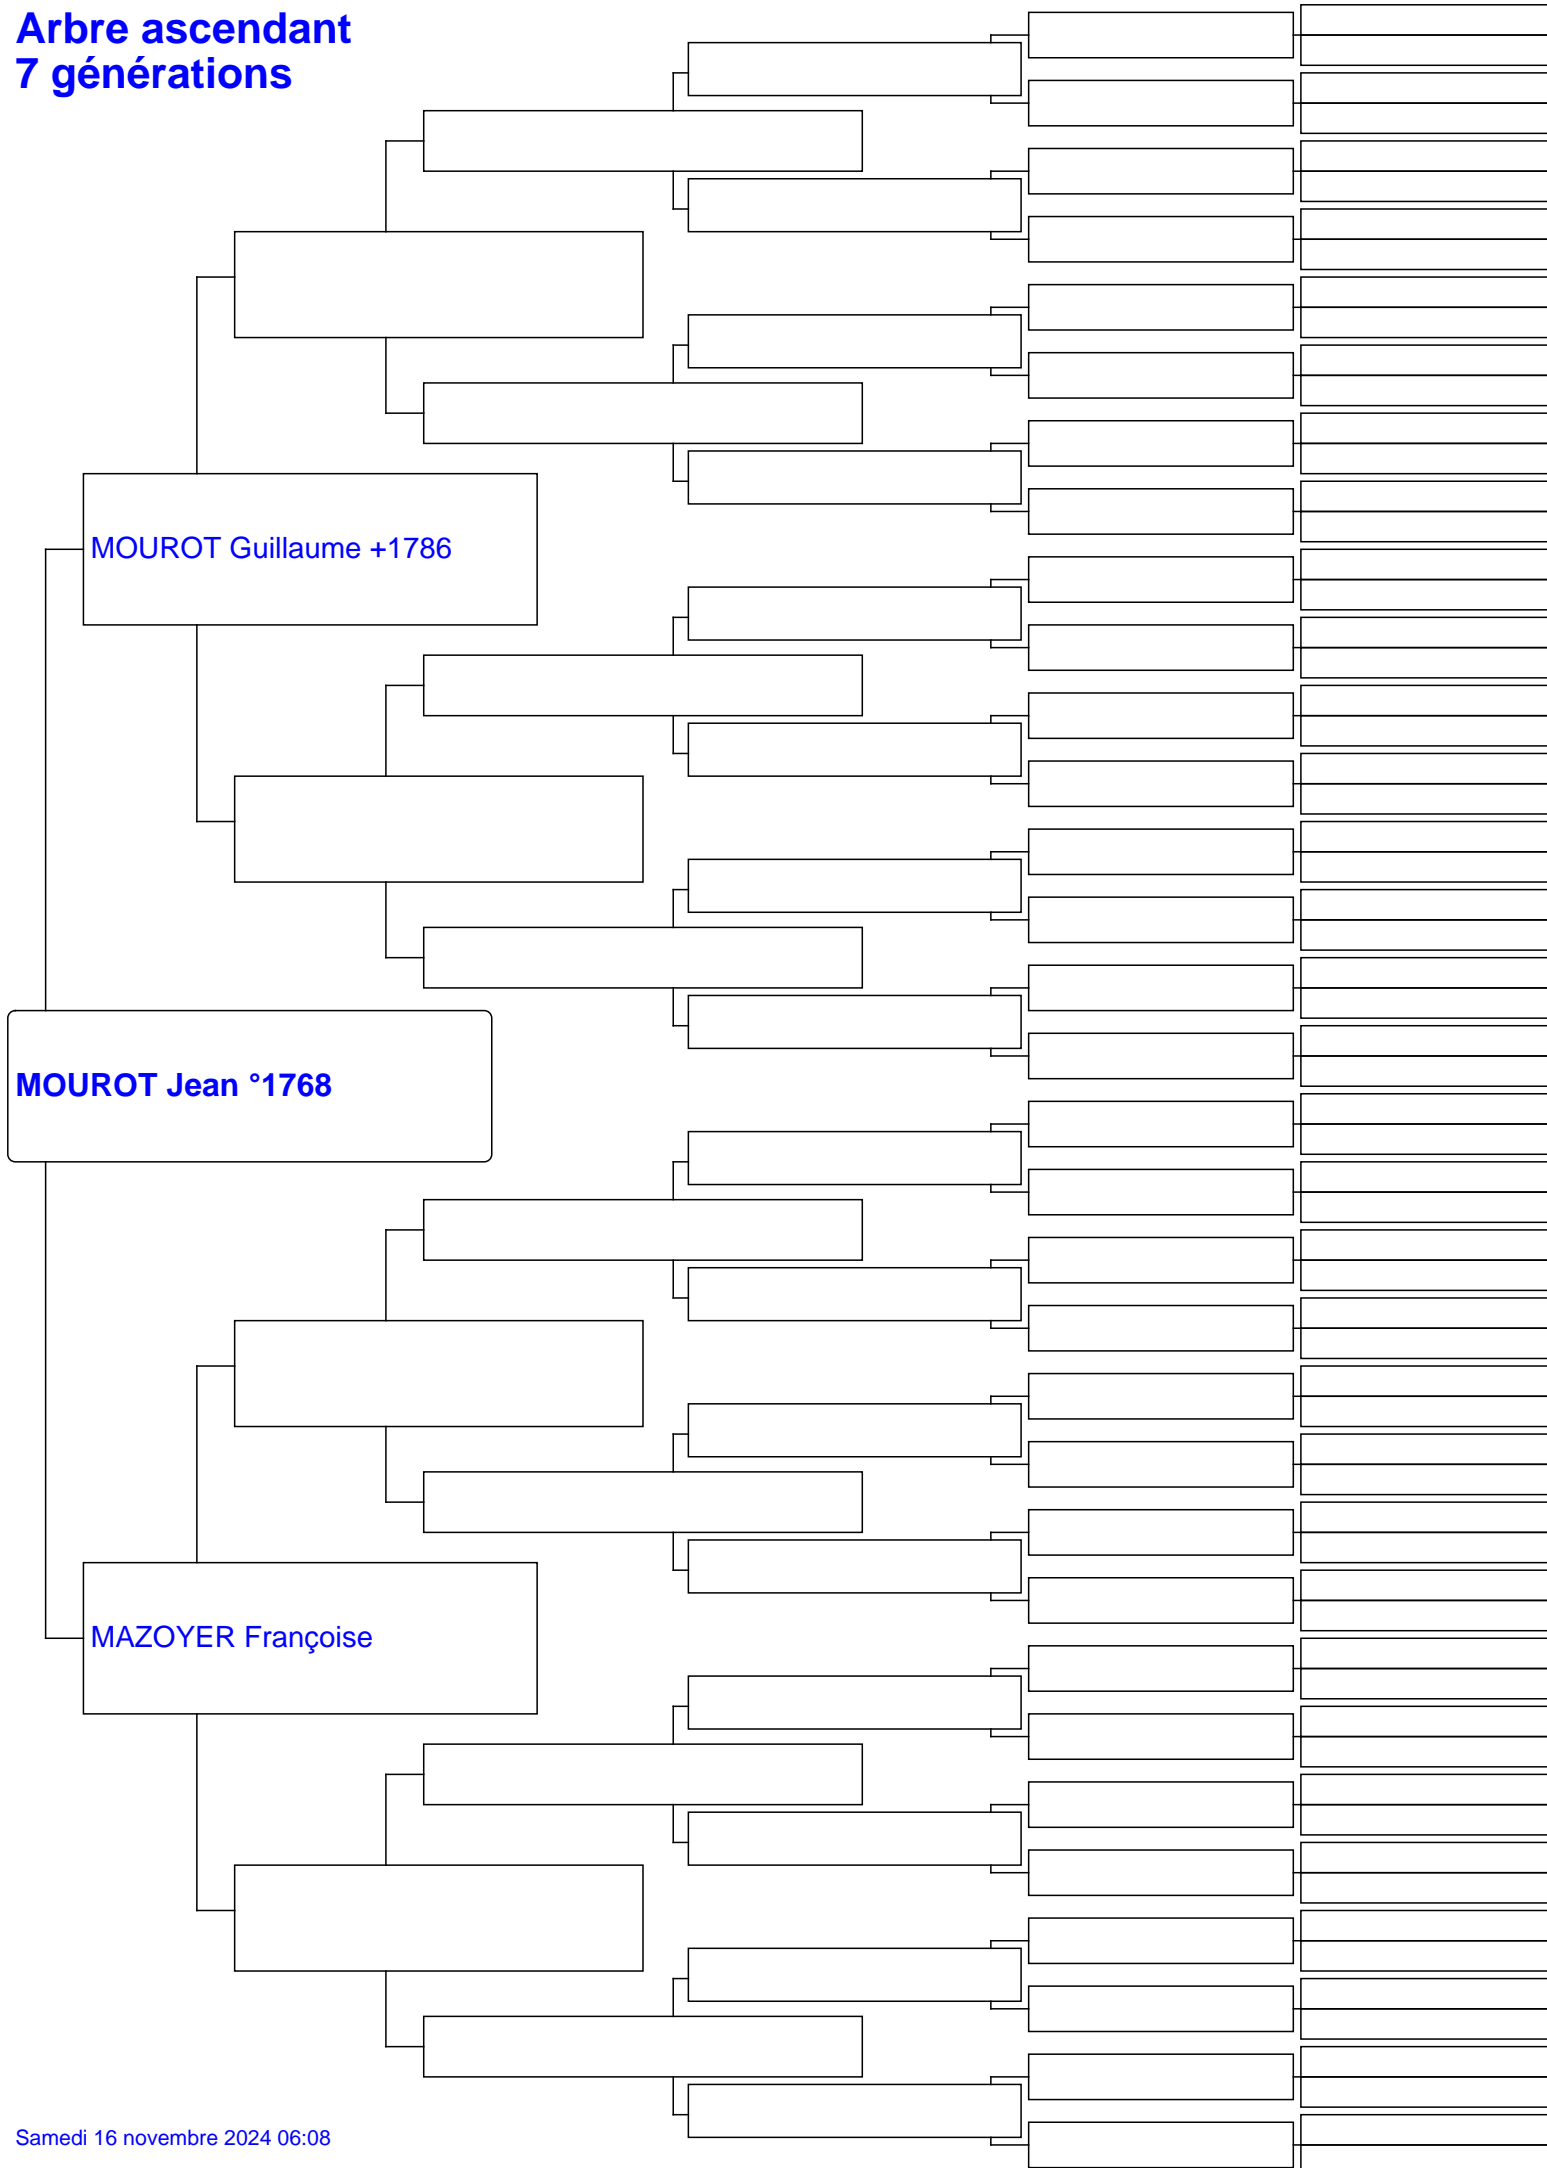 Arbre ascendant
7 générations
MOUROT Guillaume +1786
MOUROT Jean °1768
MAZOYER Françoise
Samedi 16 novembre 2024 06:08